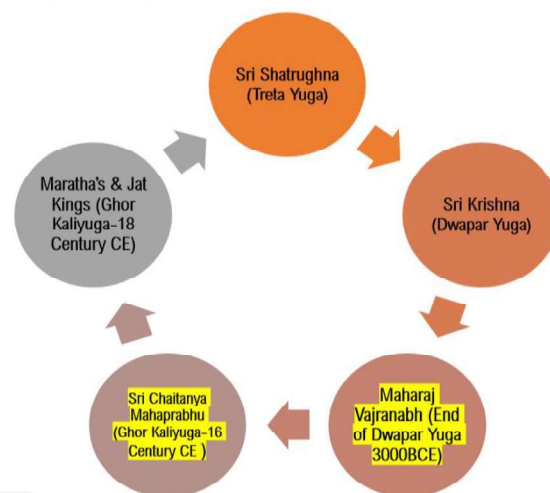 Sri Shatrughna
(Treta Yuga)
Sri Krishna
(Dwapar Yuga)
Maharaj
Vajranabh (End
of Dwapar Yuga
3000BCE)
Sri Chaitanya
Mahaprabhu
(Ghor Kaliyuga-16
Century CE )
Maratha's & Jat
Kings (Ghor
Kaliyuga-18
Century CE)